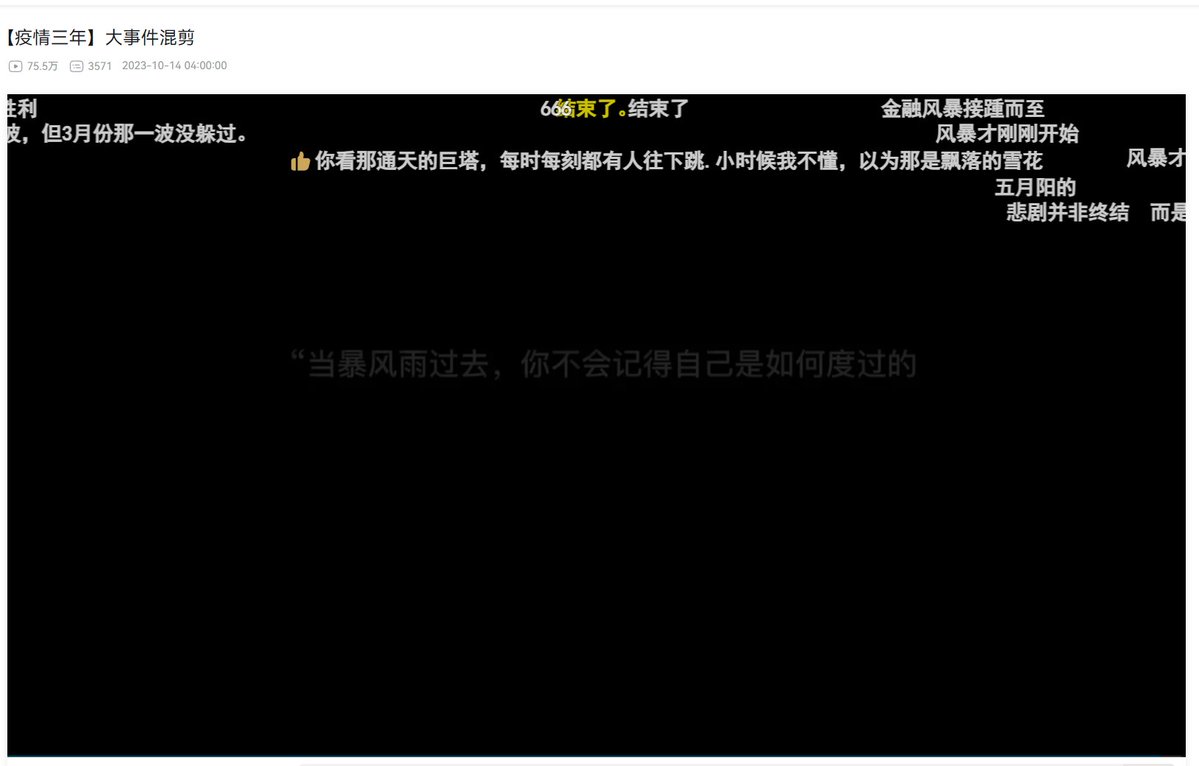 【疫情三年】大事件混剪
75.5万 3571 2023-10-14 04:00:00
胜利 666 结束了。结束了 金融风暴接踵而至
波，但3月份那一波没躲过。 风暴才刚刚开始
你看那通天的巨塔，每时每刻都有人往下跳. 小时候我不懂，以为那是飘落的雪花 风暴才
五月阳的
悲剧并非终结 而是
“当暴风雨过去，你不会记得自己是如何度过的